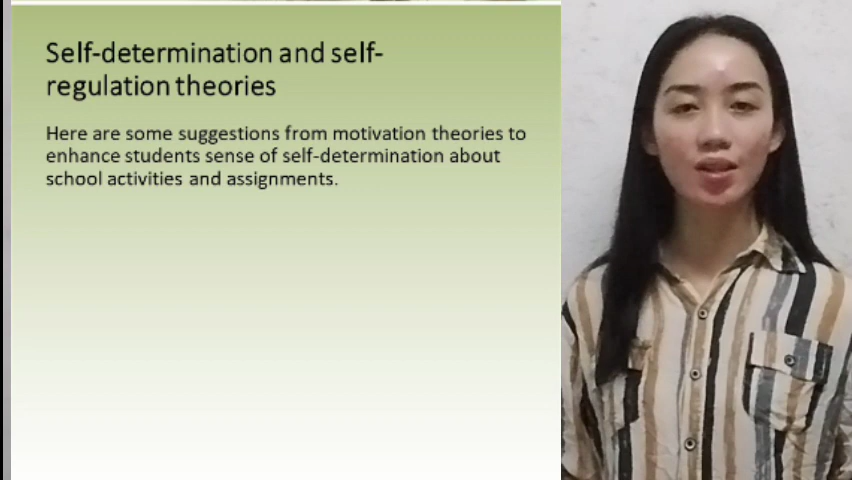 Self-determination and self-
regulation theories
Here are some suggestions from motivation theories to
enhance students sense of self-determination about
school activities and assignments.